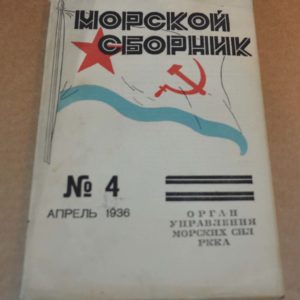 МОРСКОЙ
СБОРНИК
№ 4
АПРЕЛЬ 1936
ОРГАН
УПРАВЛЕНИЯ
МОРСКИХ СИЛ
РККА